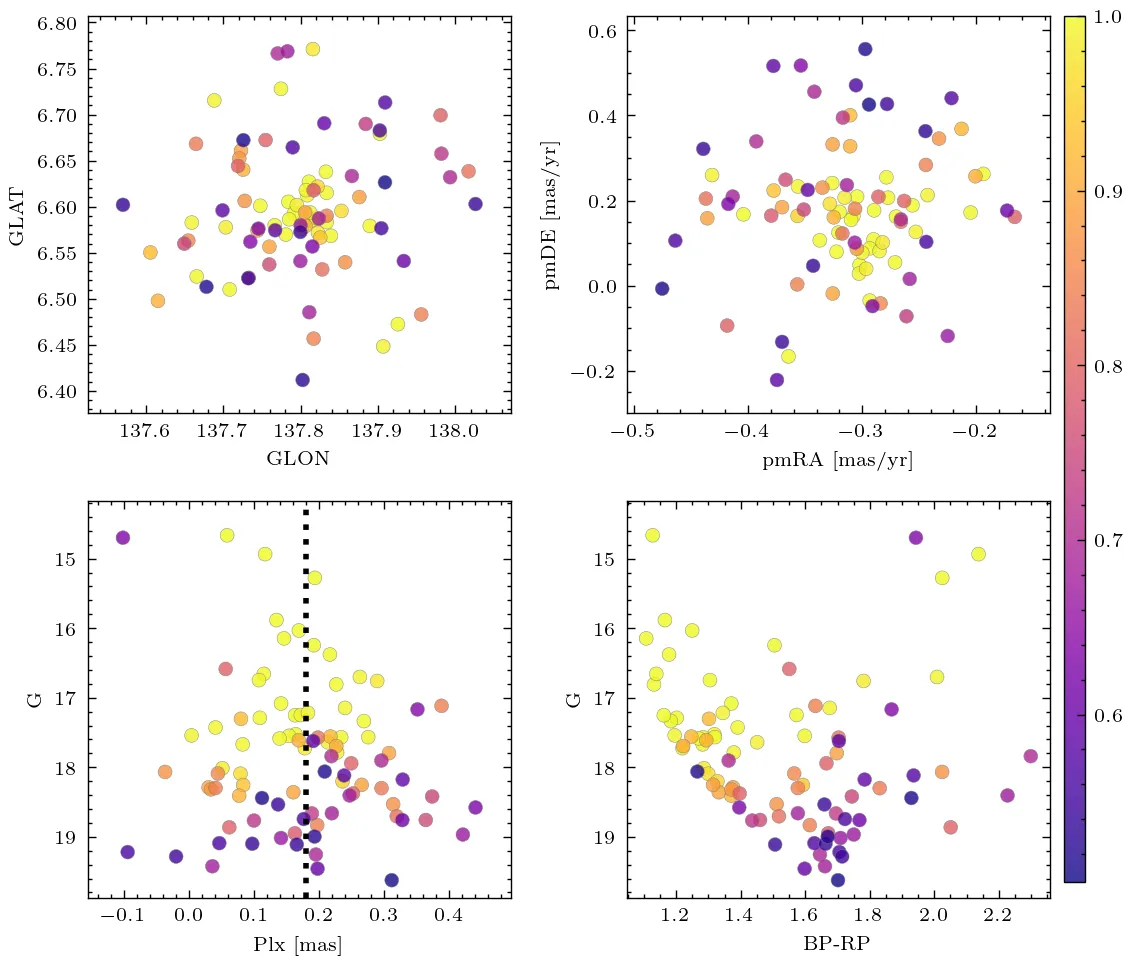 6.80
6.75
6.70
6.65
6.60
6.55
6.50
6.45
6.40
GLAT
137.6 137.7 137.8 137.9 138.0
GLON
0.6
0.4
0.2
0.0
−0.2
pmDE [mas/yr]
−0.5 −0.4 −0.3 −0.2
pmRA [mas/yr]
1.0
0.9
0.8
0.7
0.6
15
16
17
18
19
G
−0.1 0.0 0.1 0.2 0.3 0.4
Plx [mas]
15
16
17
18
19
G
1.2 1.4 1.6 1.8 2.0 2.2
BP-RP